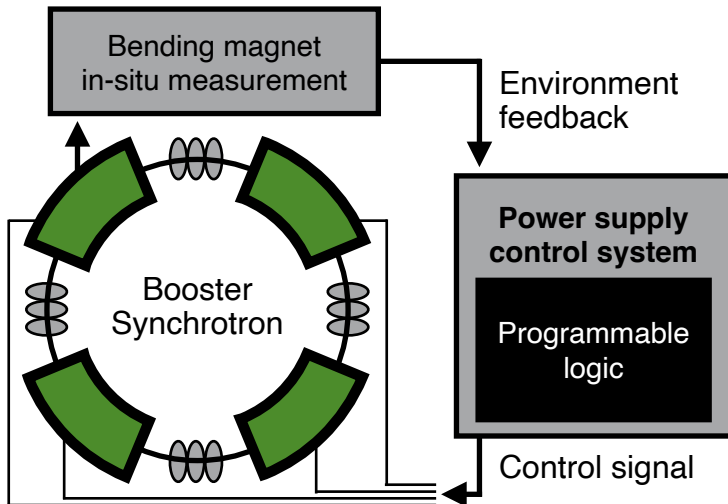 Bending magnet
in-situ measurement
Environment
feedback
Power supply
control system
Programmable
logic
Booster
Synchrotron
Control signal